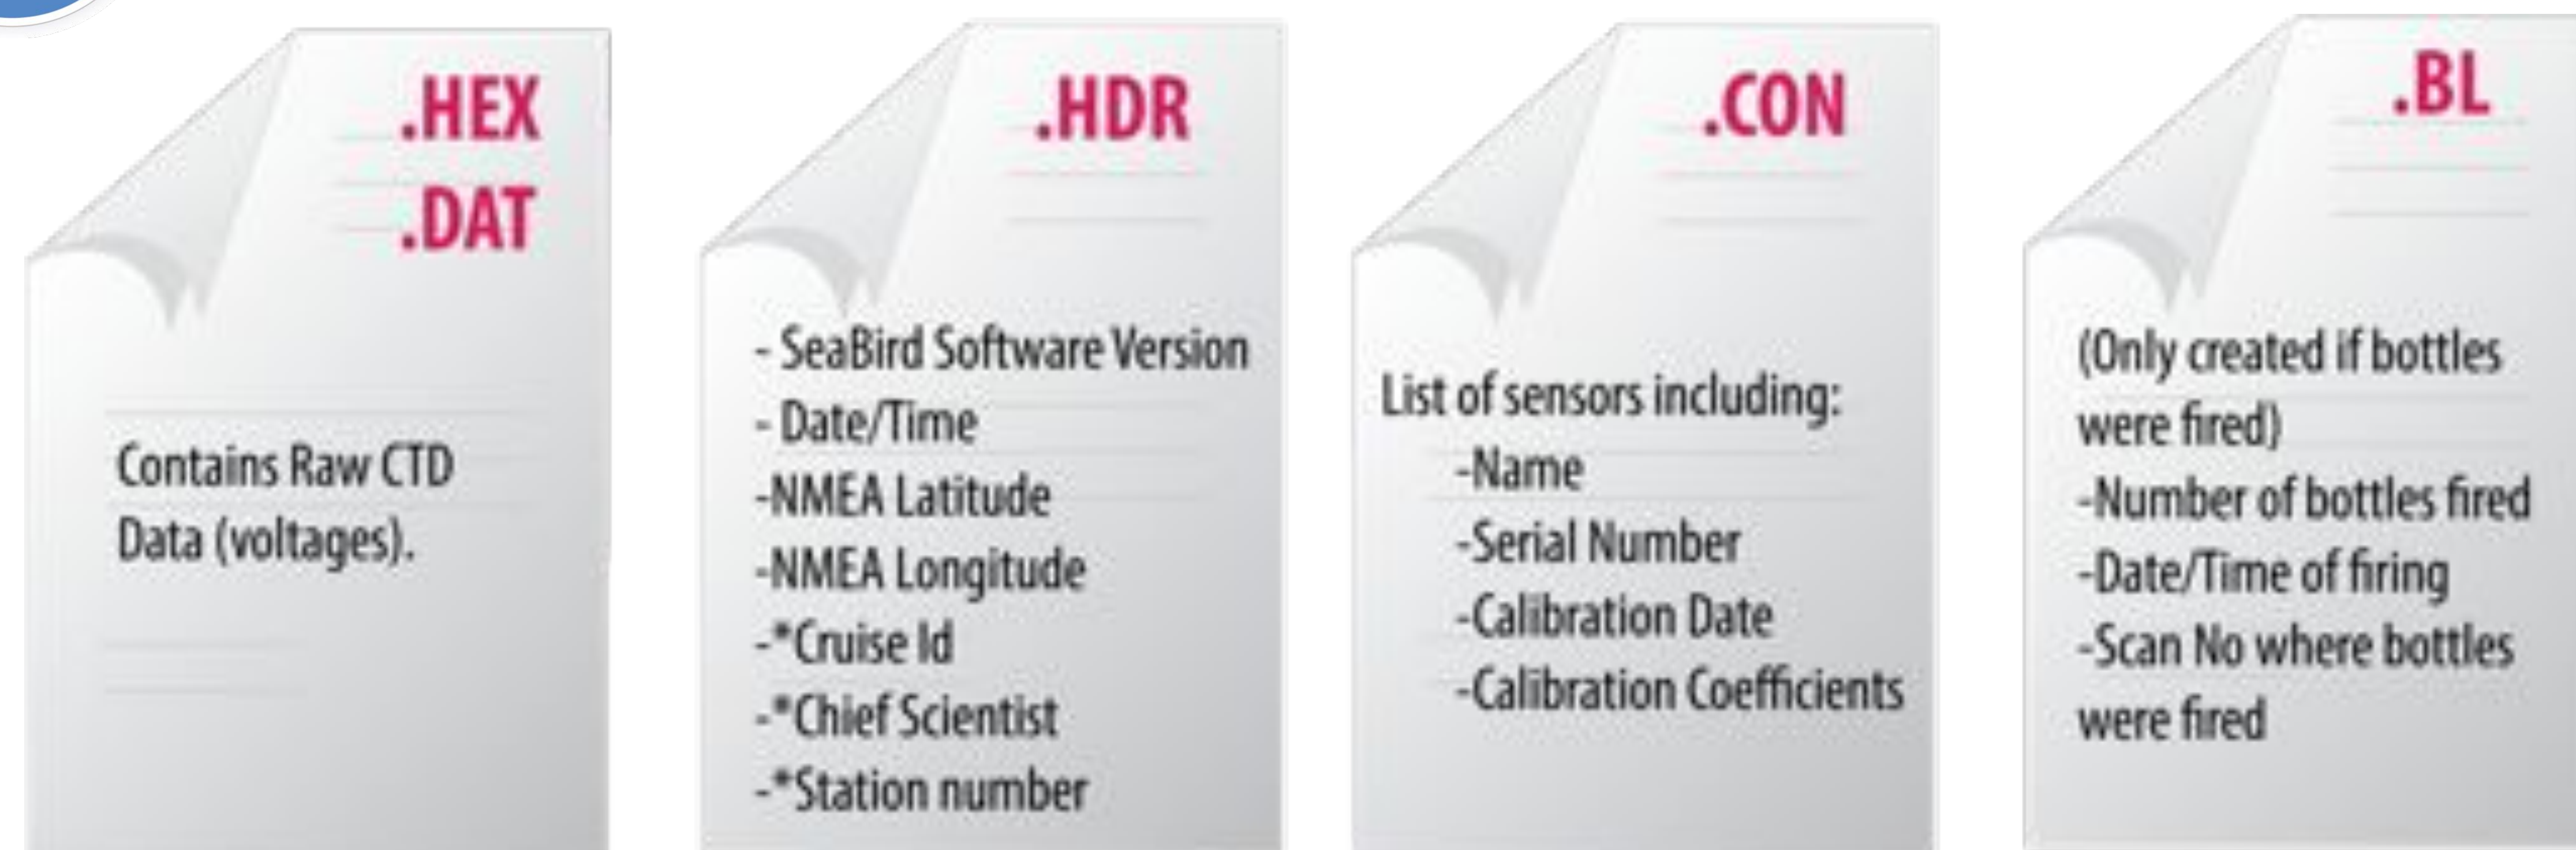 .HEX
.DAT
Contains Raw CTD
Data (voltages).
.HDR
- SeaBird Software Version
- Date/Time
-NMEA Latitude
-NMEA Longitude
-*Cruise Id
-*Chief Scientist
-*Station number
.CON
List of sensors including:
-Name
-Serial Number
-Calibration Date
-Calibration Coefficients
.BL
(Only created if bottles
were fired)
-Number of bottles fired
-Date/Time of firing
-Scan No where bottles
were fired